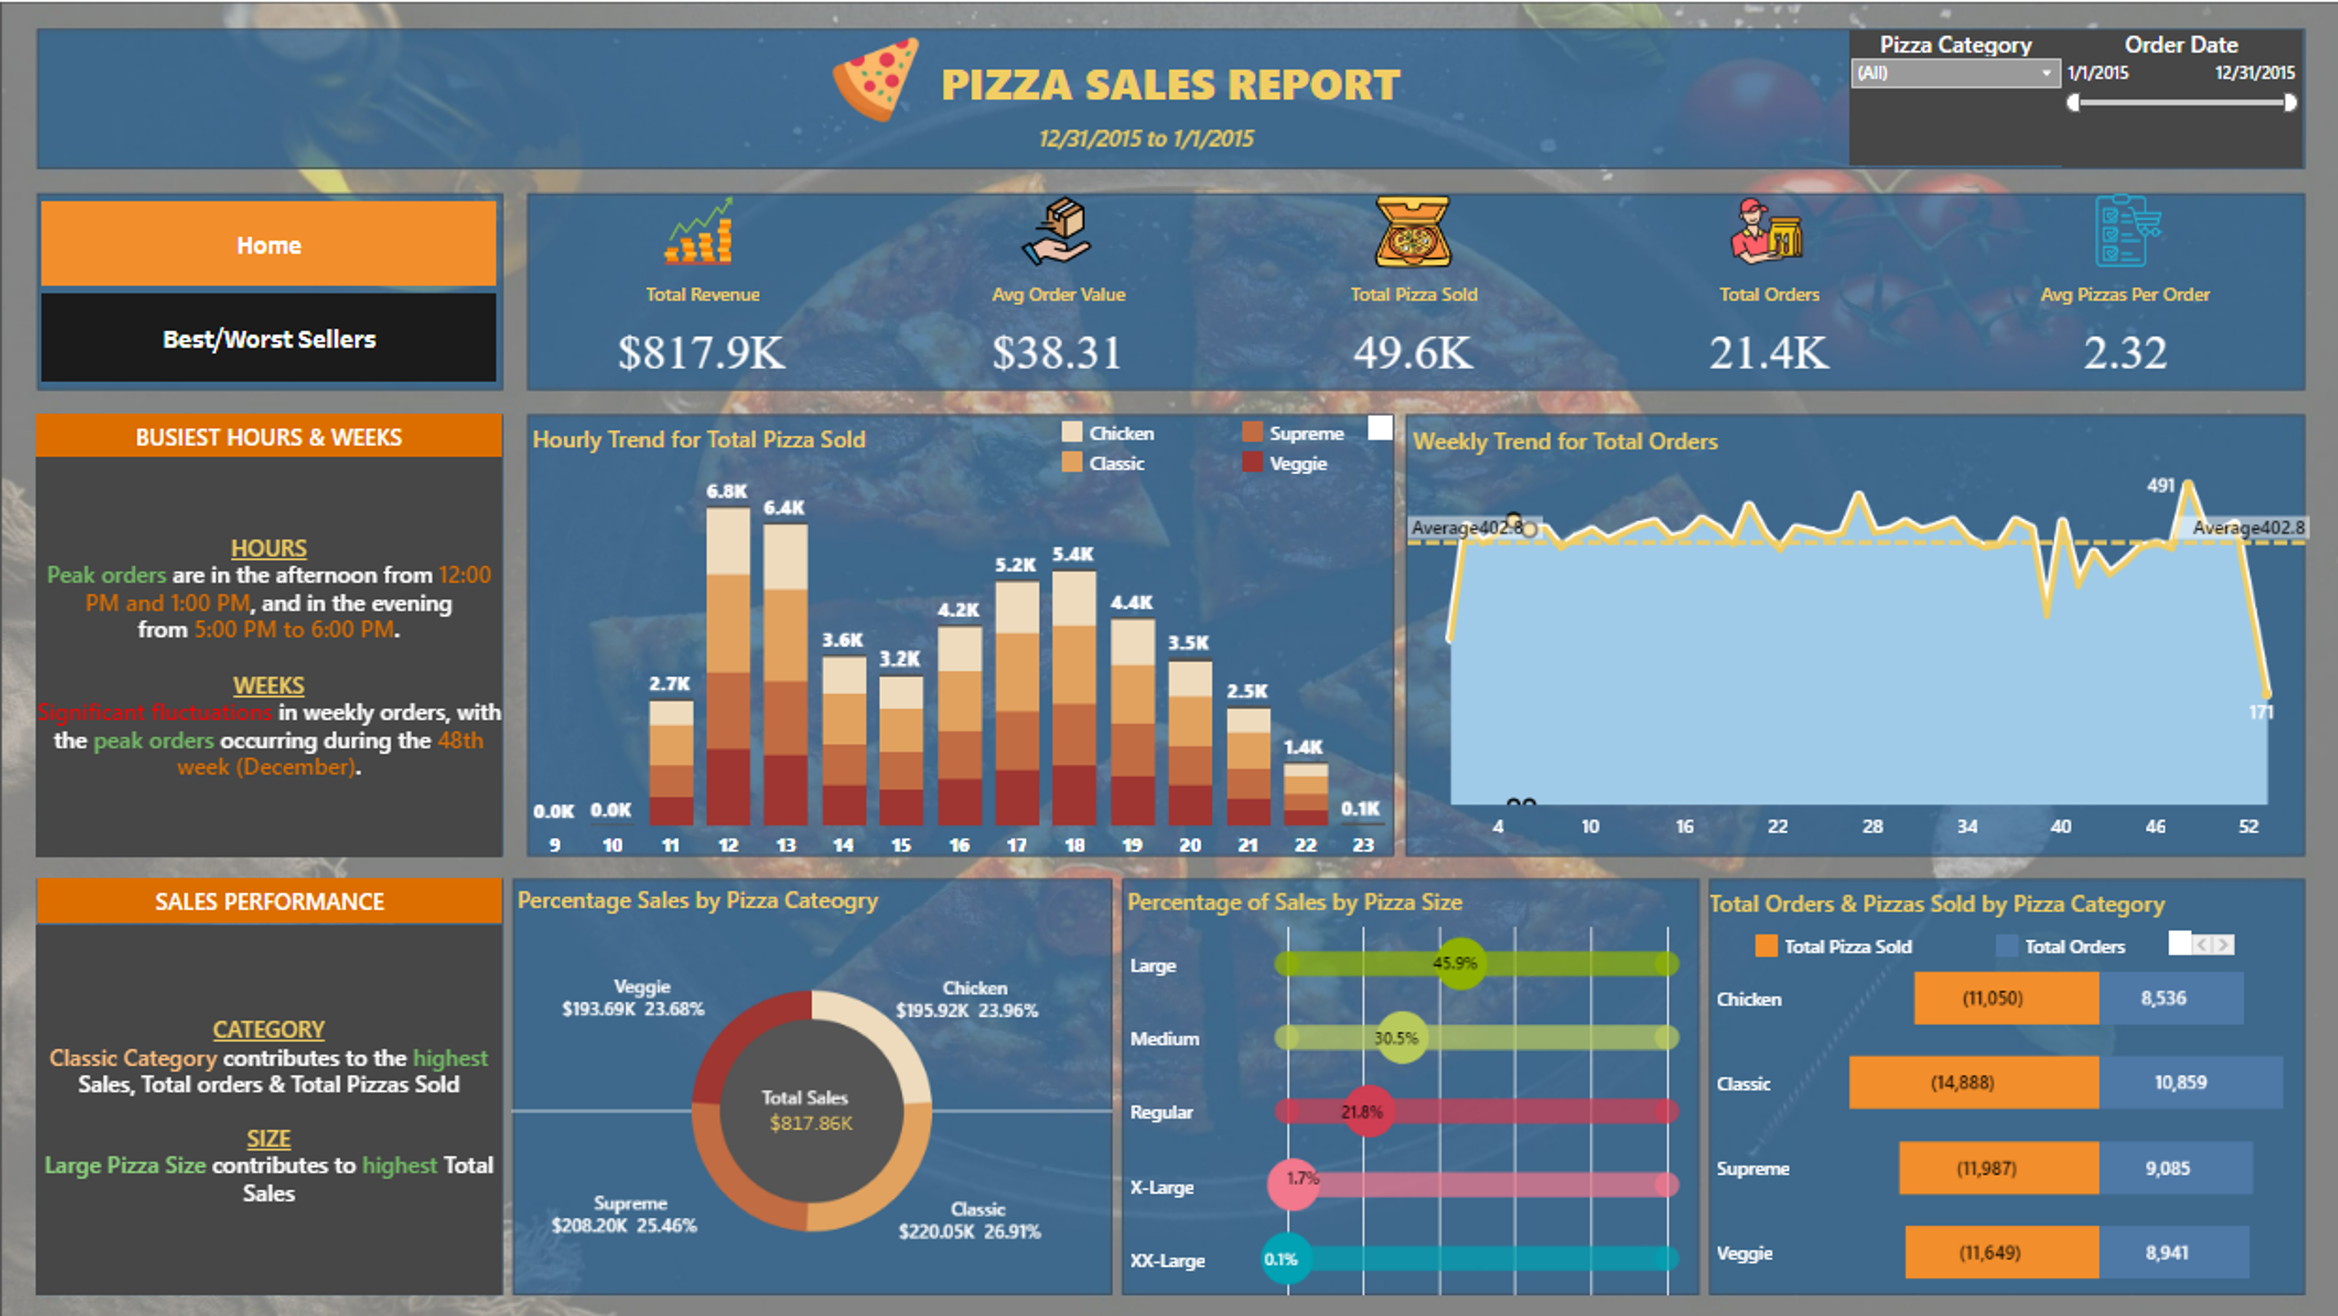 PIZZA SALES REPORT
12/31/2015 to 1/1/2015
Pizza Category
(All)
Order Date
1/1/2015 12/31/2015
Home
Best/Worst Sellers
Total Revenue
$817.9K
Avg Order Value
$38.31
Total Pizza Sold
49.6K
Total Orders
21.4K
Avg Pizzas Per Order
2.32
BUSIEST HOURS & WEEKS
HOURS
Peak orders are in the afternoon from 12:00
PM and 1:00 PM, and in the evening
from 5:00 PM to 6:00 PM.
WEEKS
Significant fluctuations in weekly orders, with
the peak orders occurring during the 48th
week (December).
Hourly Trend for Total Pizza Sold
Chicken
Supreme
Classic
Veggie
0.0K
0.0K
2.7K
6.8K
6.4K
3.6K
3.2K
4.2K
5.2K
5.4K
4.4K
3.5K
2.5K
1.4K
0.1K
9 10 11 12 13 14 15 16 17 18 19 20 21 22 23
Weekly Trend for Total Orders
491
Average402.8
Average402.8
171
4 10 16 22 28 34 40 46 52
SALES PERFORMANCE
CATEGORY
Classic Category contributes to the highest
Sales, Total orders & Total Pizzas Sold
SIZE
Large Pizza Size contributes to highest Total
Sales
Percentage Sales by Pizza Cateogry
Veggie
$193.69K 23.68%
Chicken
$195.92K 23.96%
Total Sales
$817.86K
Supreme
$208.20K 25.46%
Classic
$220.05K 26.91%
Percentage of Sales by Pizza Size
Large
45.9%
Medium
30.5%
Regular
21.8%
X-Large
1.7%
XX-Large
0.1%
Total Orders & Pizzas Sold by Pizza Category
Total Pizza Sold
Total Orders
Chicken (11,050) 8,536
Classic (14,888) 10,859
Supreme (11,987) 9,085
Veggie (11,649) 8,941